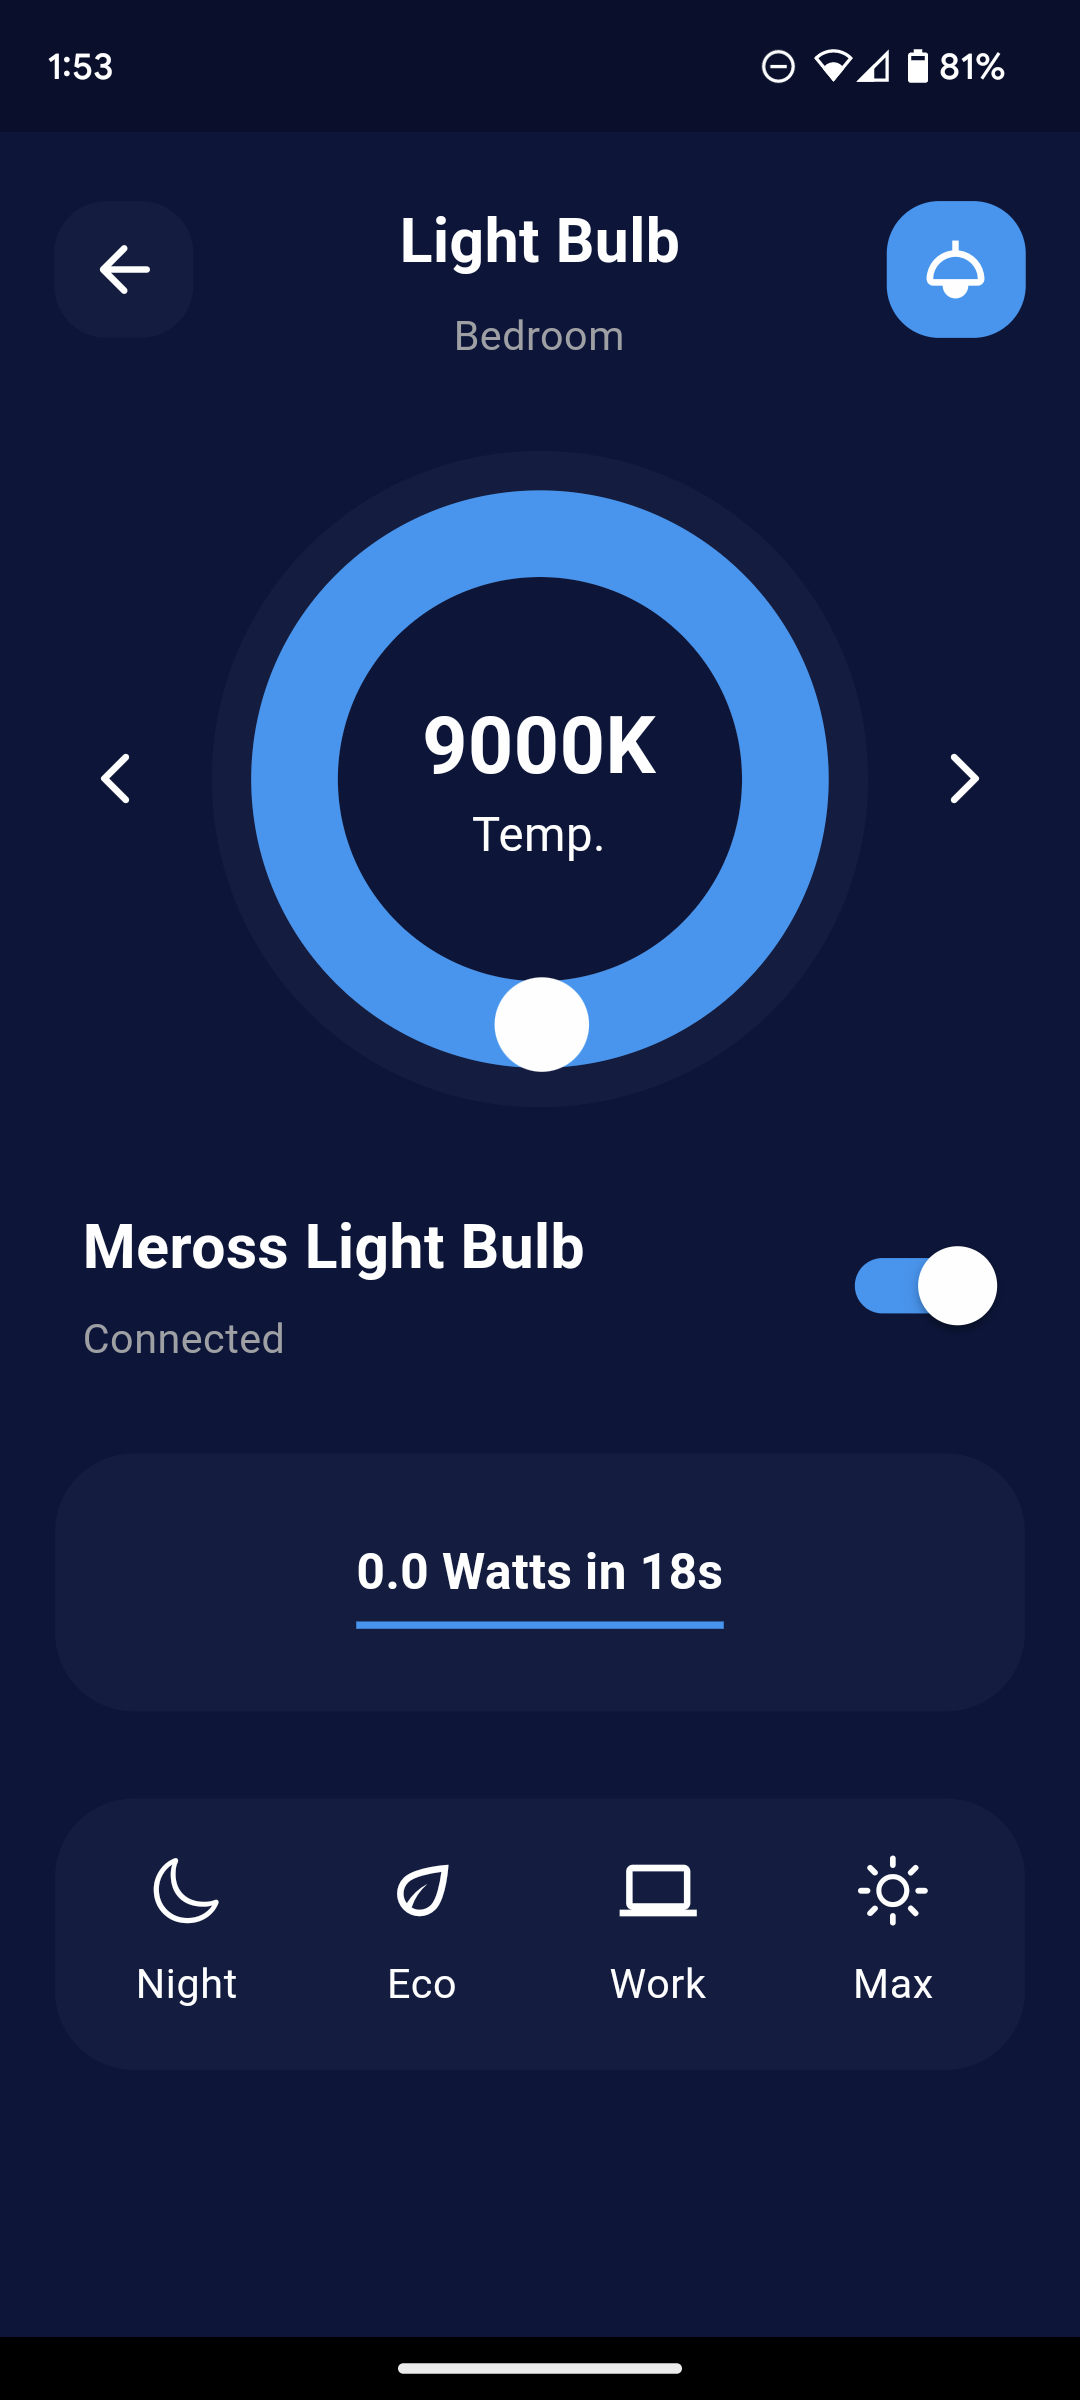 1:53
81%
Light Bulb
Bedroom
9000K
Temp.
Meross Light Bulb
Connected
0.0 Watts in 18s
Night
Eco
Work
Max